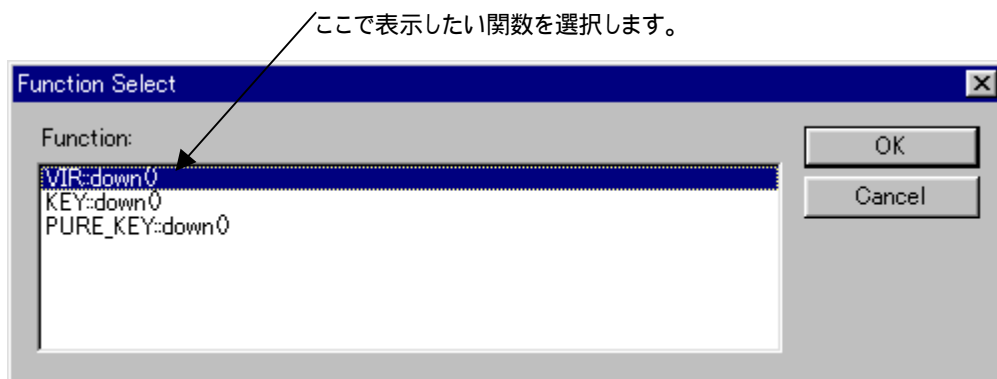 ここで表示したい関数を選択します。
Function Select
Function:
OK
VIR::down()
Cancel
KEY::down()
PURE_KEY::down()